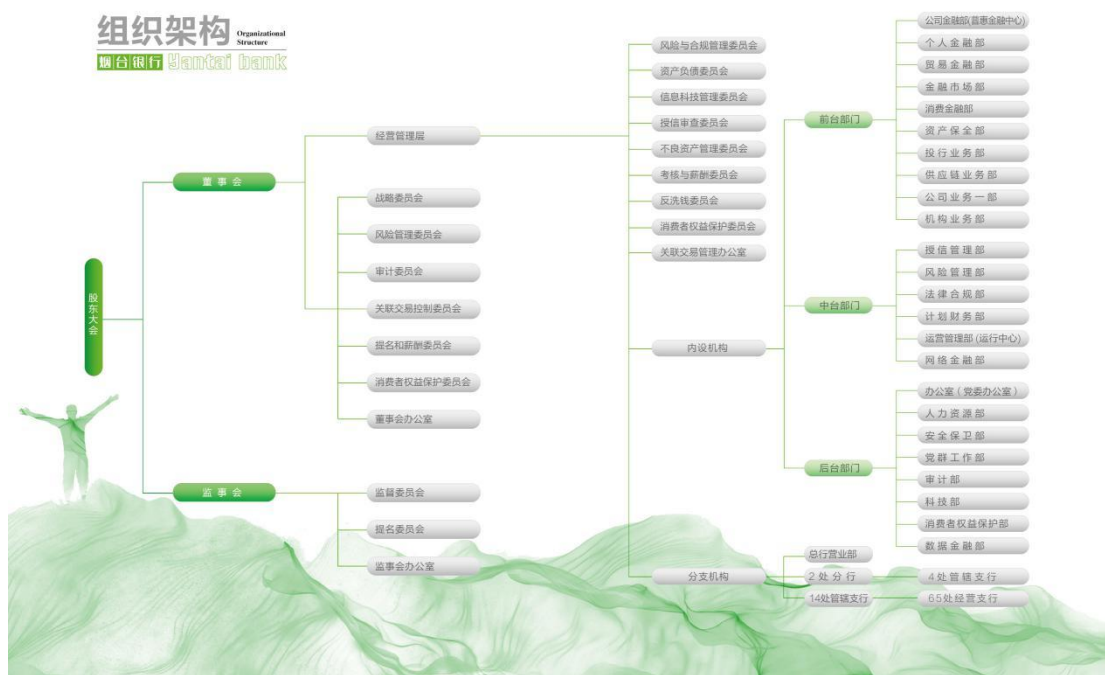 组织架构
Organizational
Structure
烟台银行 Yantai bank
股东大会
董事会
监事会
经营管理层
战略委员会
风险管理委员会
审计委员会
关联交易控制委员会
提名和薪酬委员会
消费者权益保护委员会
董事会办公室
监督委员会
提名委员会
监事会办公室
风险与合规管理委员会
资产负债委员会
信息科技管理委员会
授信审查委员会
不良资产管理委员会
考核与薪酬委员会
反洗钱委员会
消费者权益保护委员会
关联交易管理办公室
内设机构
分支机构
前台部门
公司金融部(普惠金融中心)
个人金融部
贸易金融部
金融市场部
消费金融部
资产保全部
投行业务部
供应链业务部
公司业务一部
机构业务部
中台部门
授信管理部
风险管理部
法律合规部
计划财务部
运营管理部(运行中心)
网络金融部
后台部门
办公室（党委办公室）
人力资源部
安全保卫部
党群工作部
审计部
科技部
消费者权益保护部
数据金融部
总行营业部
2处分行
4处管辖支行
14处管辖支行
65处经营支行